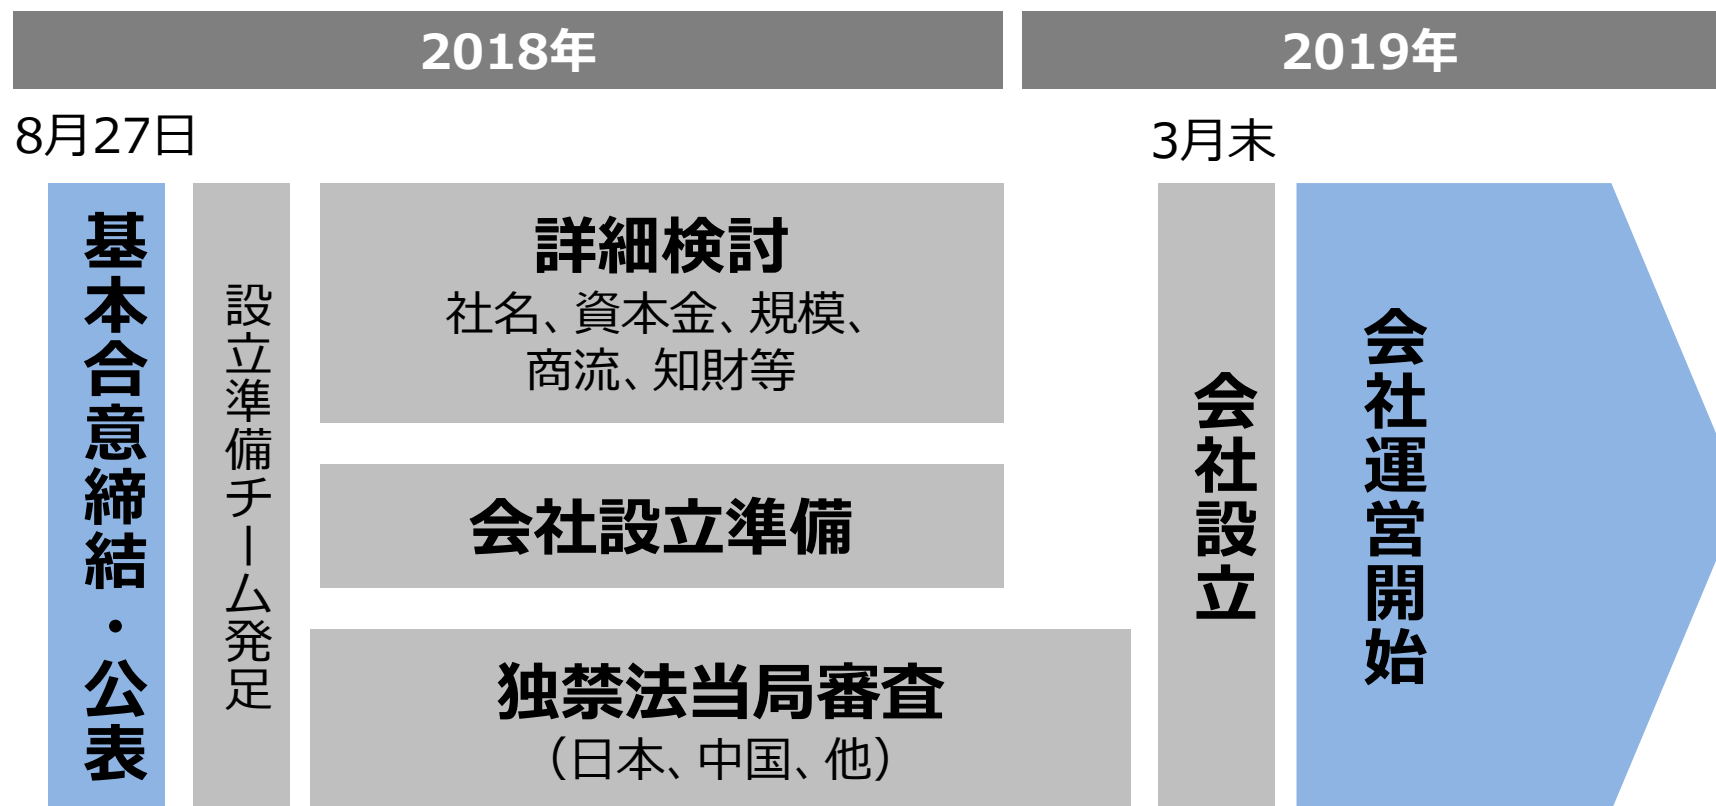 2018年
2019年
8月27日
3月末
基本合意締結・公表
設立準備チーム発足
詳細検討
社名、資本金、規模、
商流、知財等
会社設立準備
独禁法当局審査
（日本、中国、他）
会社設立
会社運営開始